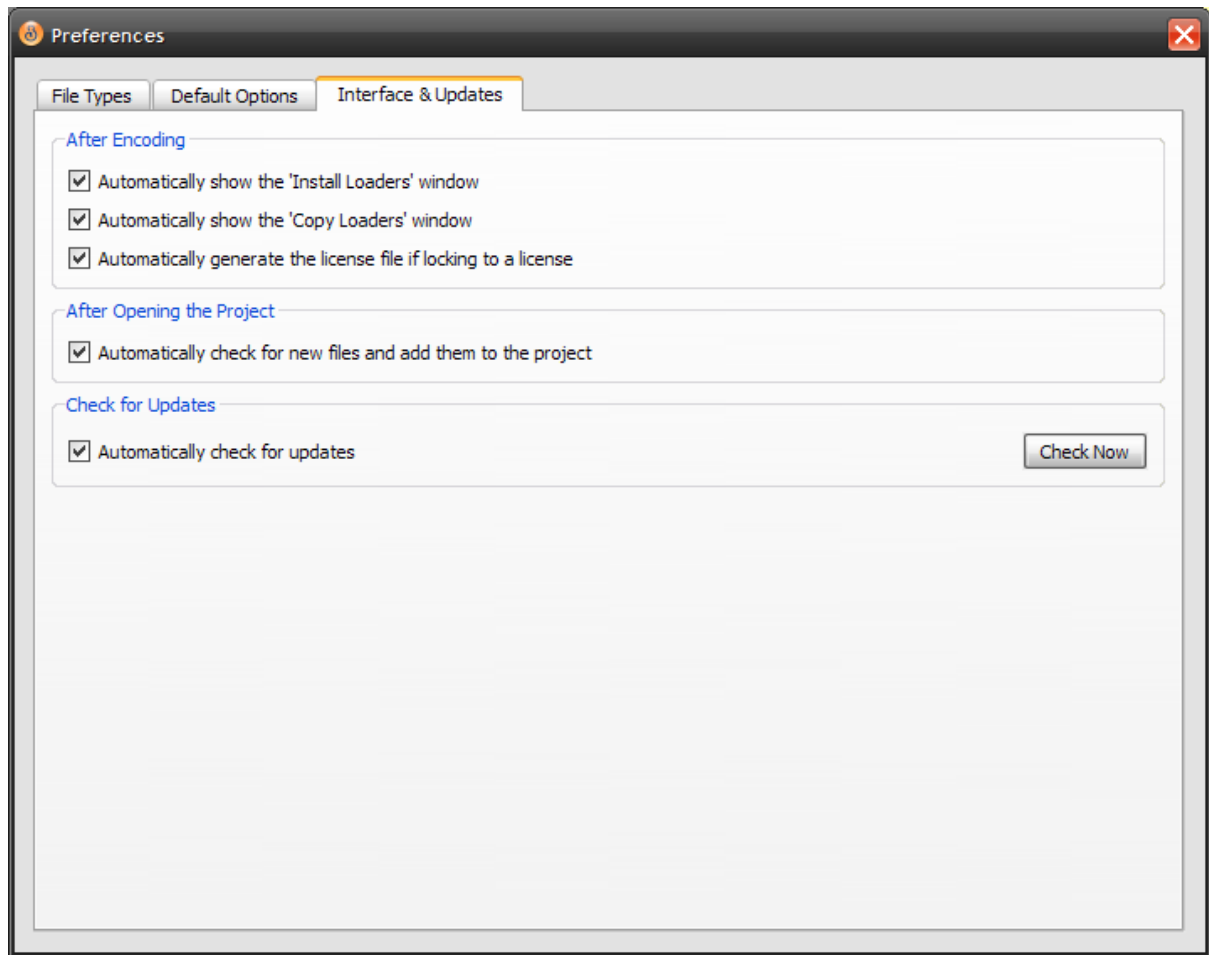 Preferences
File Types
Default Options
Interface & Updates
After Encoding
Automatically show the 'Install Loaders' window
Automatically show the 'Copy Loaders' window
Automatically generate the license file if locking to a license
After Opening the Project
Automatically check for new files and add them to the project
Check for Updates
Automatically check for updates
Check Now